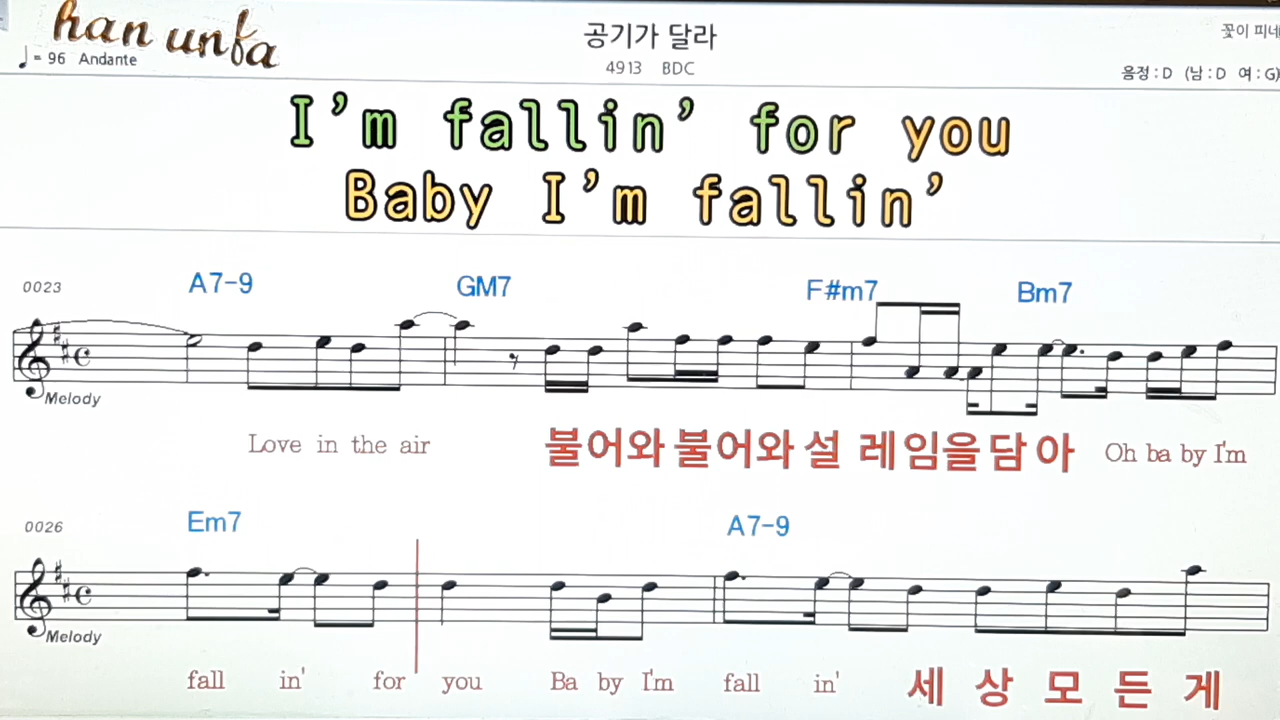 han unfa
공기가 달라
꽃이 피네
♩= 96 Andante
4913 BDC
음정 : D (남 : D 여 : G)
I'm fallin' for you
Baby I'm fallin'
0023 A7-9 GM7 F#m7 Bm7
Melody
Love in the air 불어와 불어와 설 레임을 담 아 Oh ba by I'm
0026 Em7 A7-9
Melody
fall in' for you Ba by I'm fall in' 세 상 모 든 게